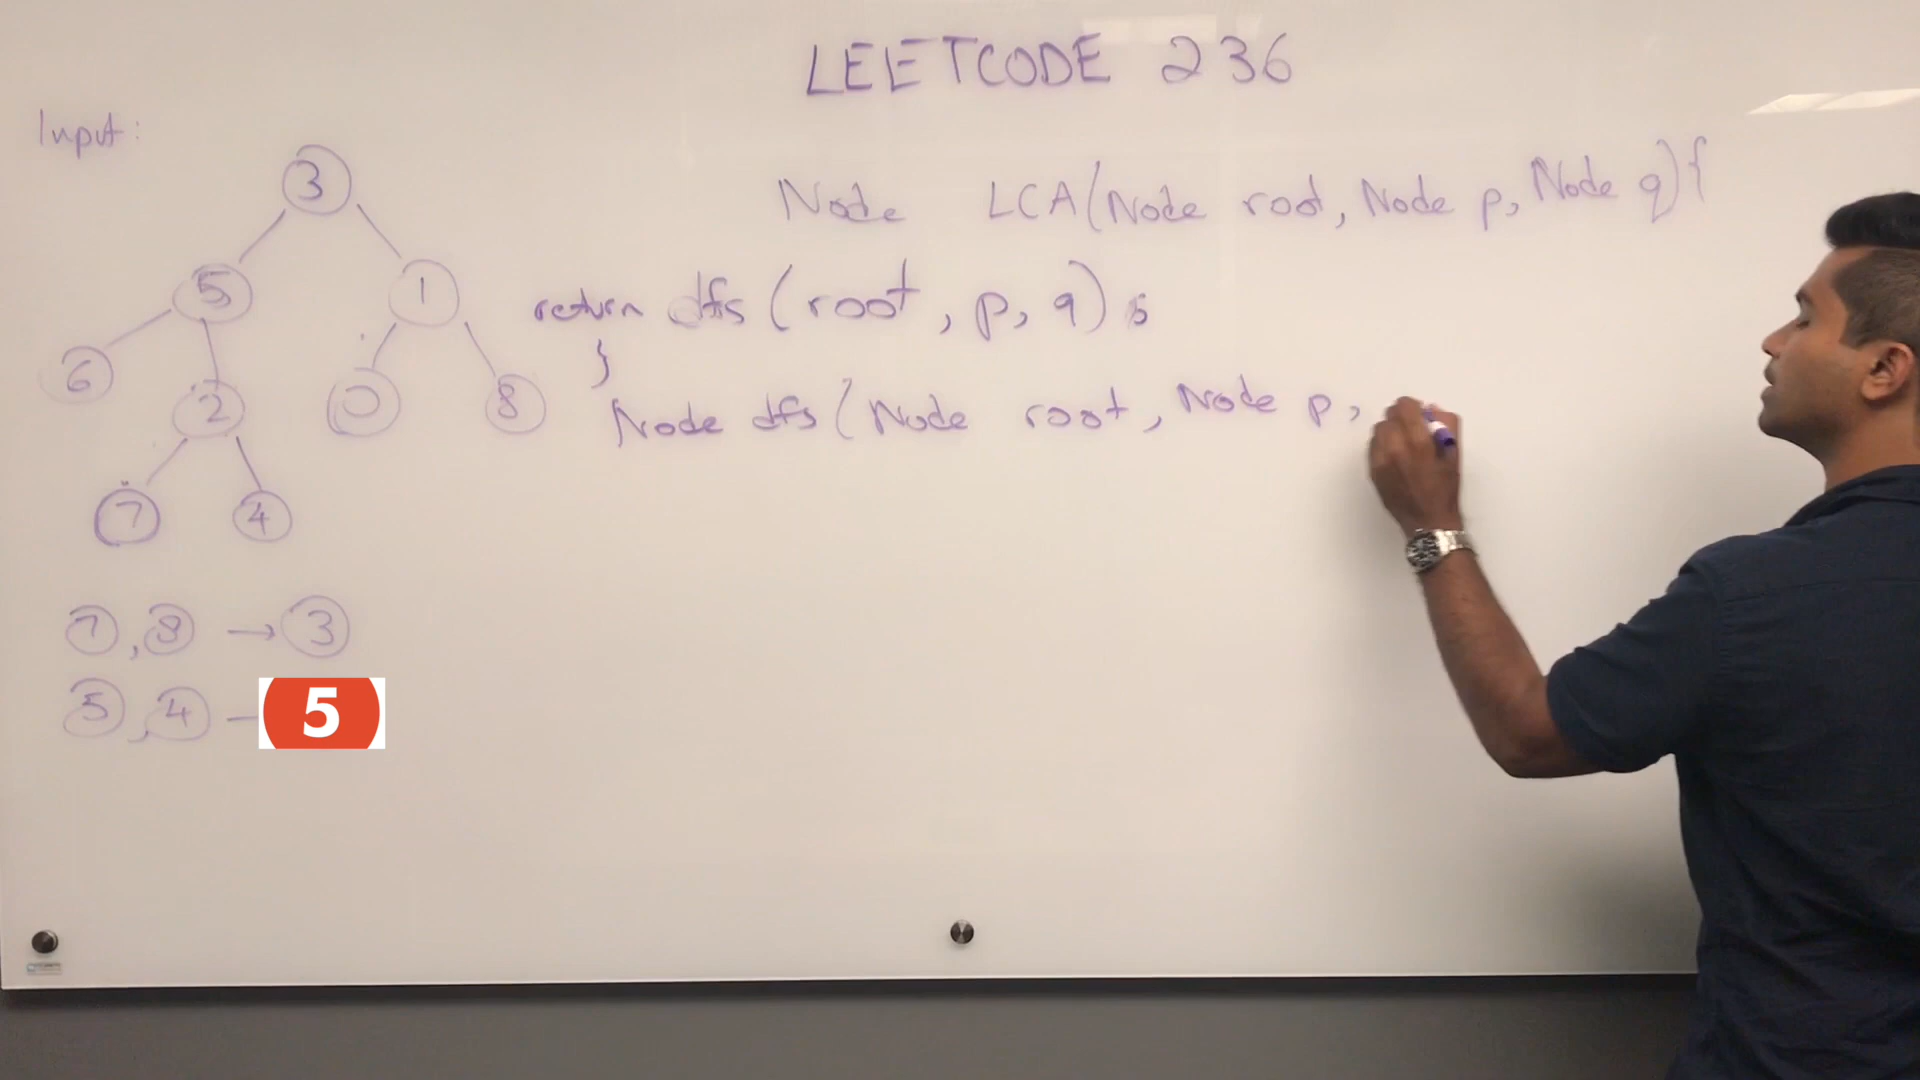 LEETCODE 236
Input:
3
5 1
6 2 0 8
7 4
7, 8 → 3
5, 4 — 5
Node LCA(Node root, Node p, Node q){
return dfs (root, p, q);
}
Node dfs (Node root, Node p,